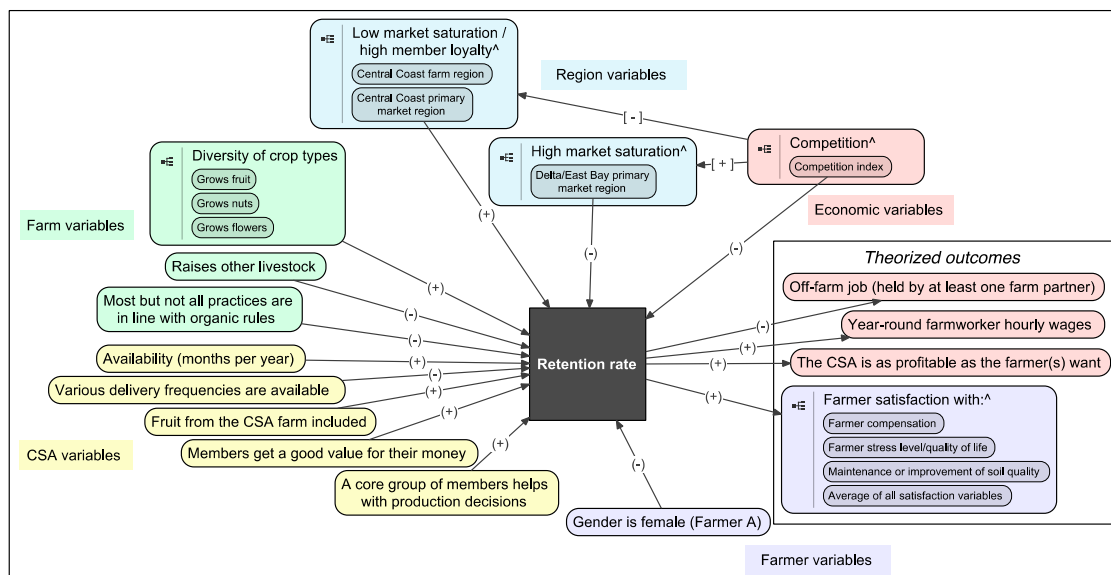 Low market saturation /
high member loyalty^
Central Coast farm region
Central Coast primary
market region
Region variables
[ - ]
Competition^
Competition index
[ + ]
High market saturation^
Delta/East Bay primary
market region
Economic variables
Diversity of crop types
Grows fruit
Grows nuts
Grows flowers
Farm variables
(+)
(-)
(-)
Raises other livestock
(+)
(-)
Most but not all practices are
in line with organic rules
(-)
Availability (months per year)
(+)
Various delivery frequencies are available
(-)
Fruit from the CSA farm included
(+)
Members get a good value for their money
(+)
CSA variables
A core group of members helps
with production decisions
(+)
Retention rate
Theorized outcomes
Off-farm job (held by at least one farm partner)
(-)
Year-round farmworker hourly wages
(+)
The CSA is as profitable as the farmer(s) want
(+)
Farmer satisfaction with:^
(+)
Farmer compensation
Farmer stress level/quality of life
Maintenance or improvement of soil quality
Average of all satisfaction variables
(-)
Gender is female (Farmer A)
Farmer variables